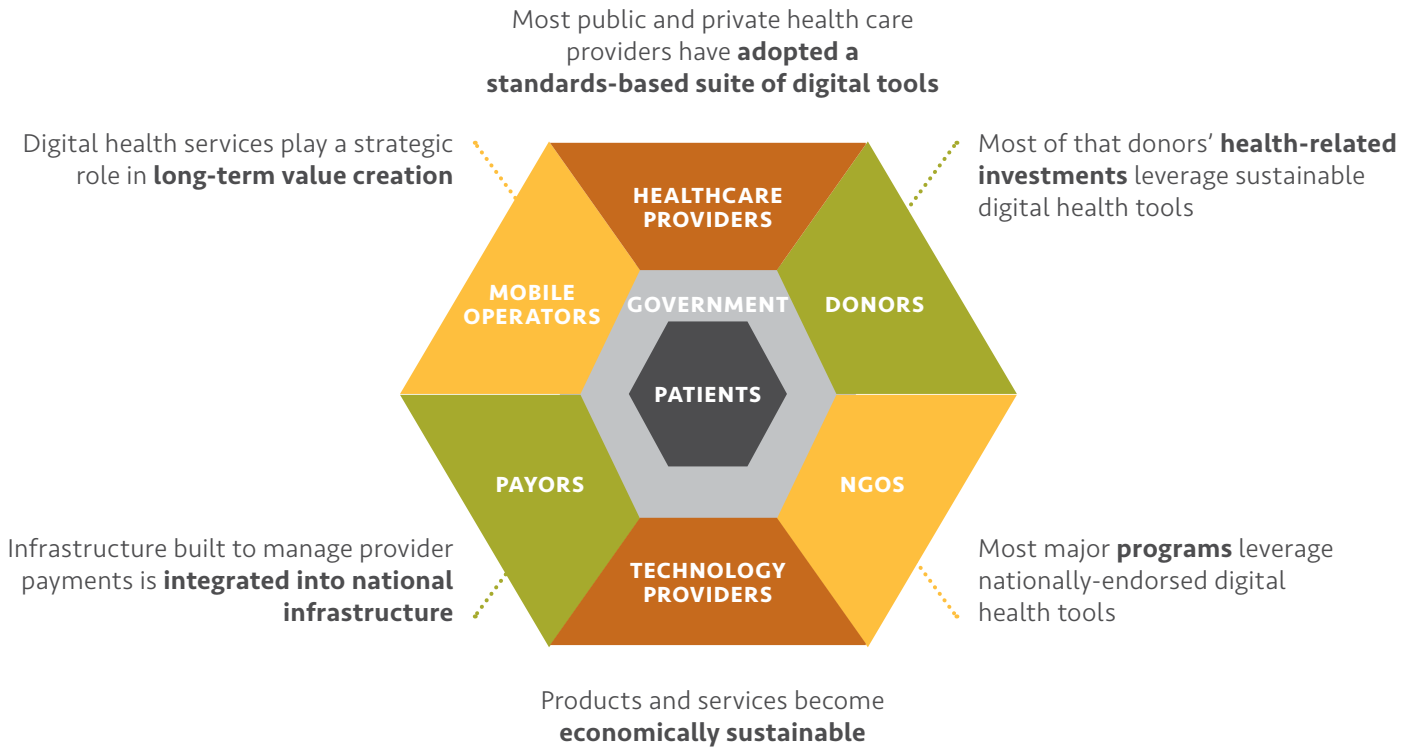 Most public and private health care
providers have adopted a
standards-based suite of digital tools
Digital health services play a strategic
role in long-term value creation
Most of that donors’ health-related
investments leverage sustainable
digital health tools
HEALTHCARE
PROVIDERS
MOBILE
OPERATORS
GOVERNMENT
DONORS
PATIENTS
PAYORS
NGOS
TECHNOLOGY
PROVIDERS
Infrastructure built to manage provider
payments is integrated into national
infrastructure
Most major programs leverage
nationally-endorsed digital
health tools
Products and services become
economically sustainable